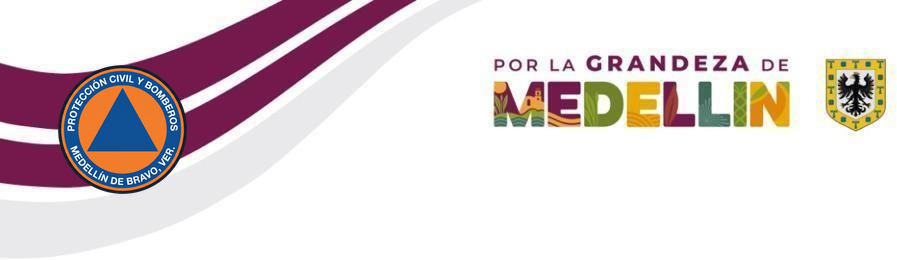 PROTECCIÓN CIVIL Y BOMBEROS
MEDELLÍN DE BRAVO, VER.
POR LA GRANDEZA DE
MEDELLIN